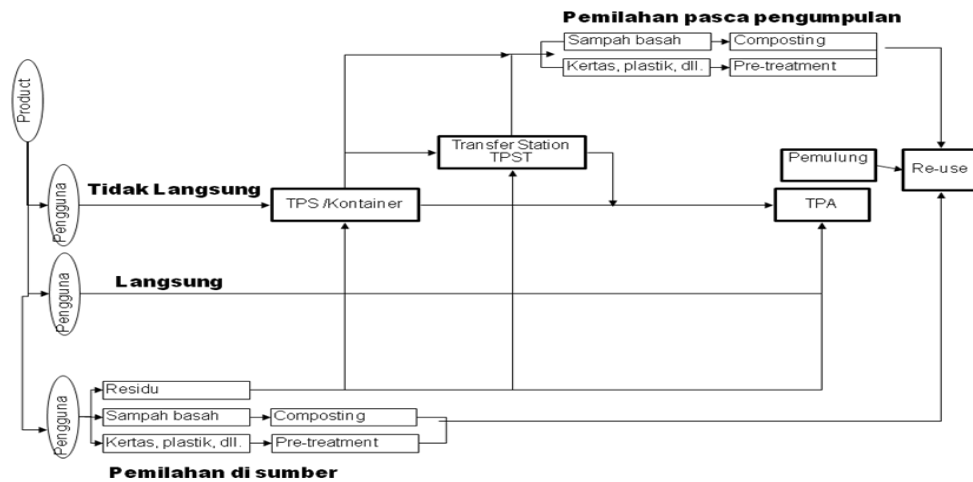 Pemilahan pasca pengumpulan
Sampah basah
Composting
Kertas, plastik, dll.
Pre-treatment
Product
Transfer Station
TPST
Pemulung
Re-use
Pengguna
Tidak Langsung
TPS /Kontainer
TPA
Pengguna
Langsung
Pengguna
Residu
Sampah basah
Composting
Kertas, plastik, dll.
Pre-treatment
Pemilahan di sumber